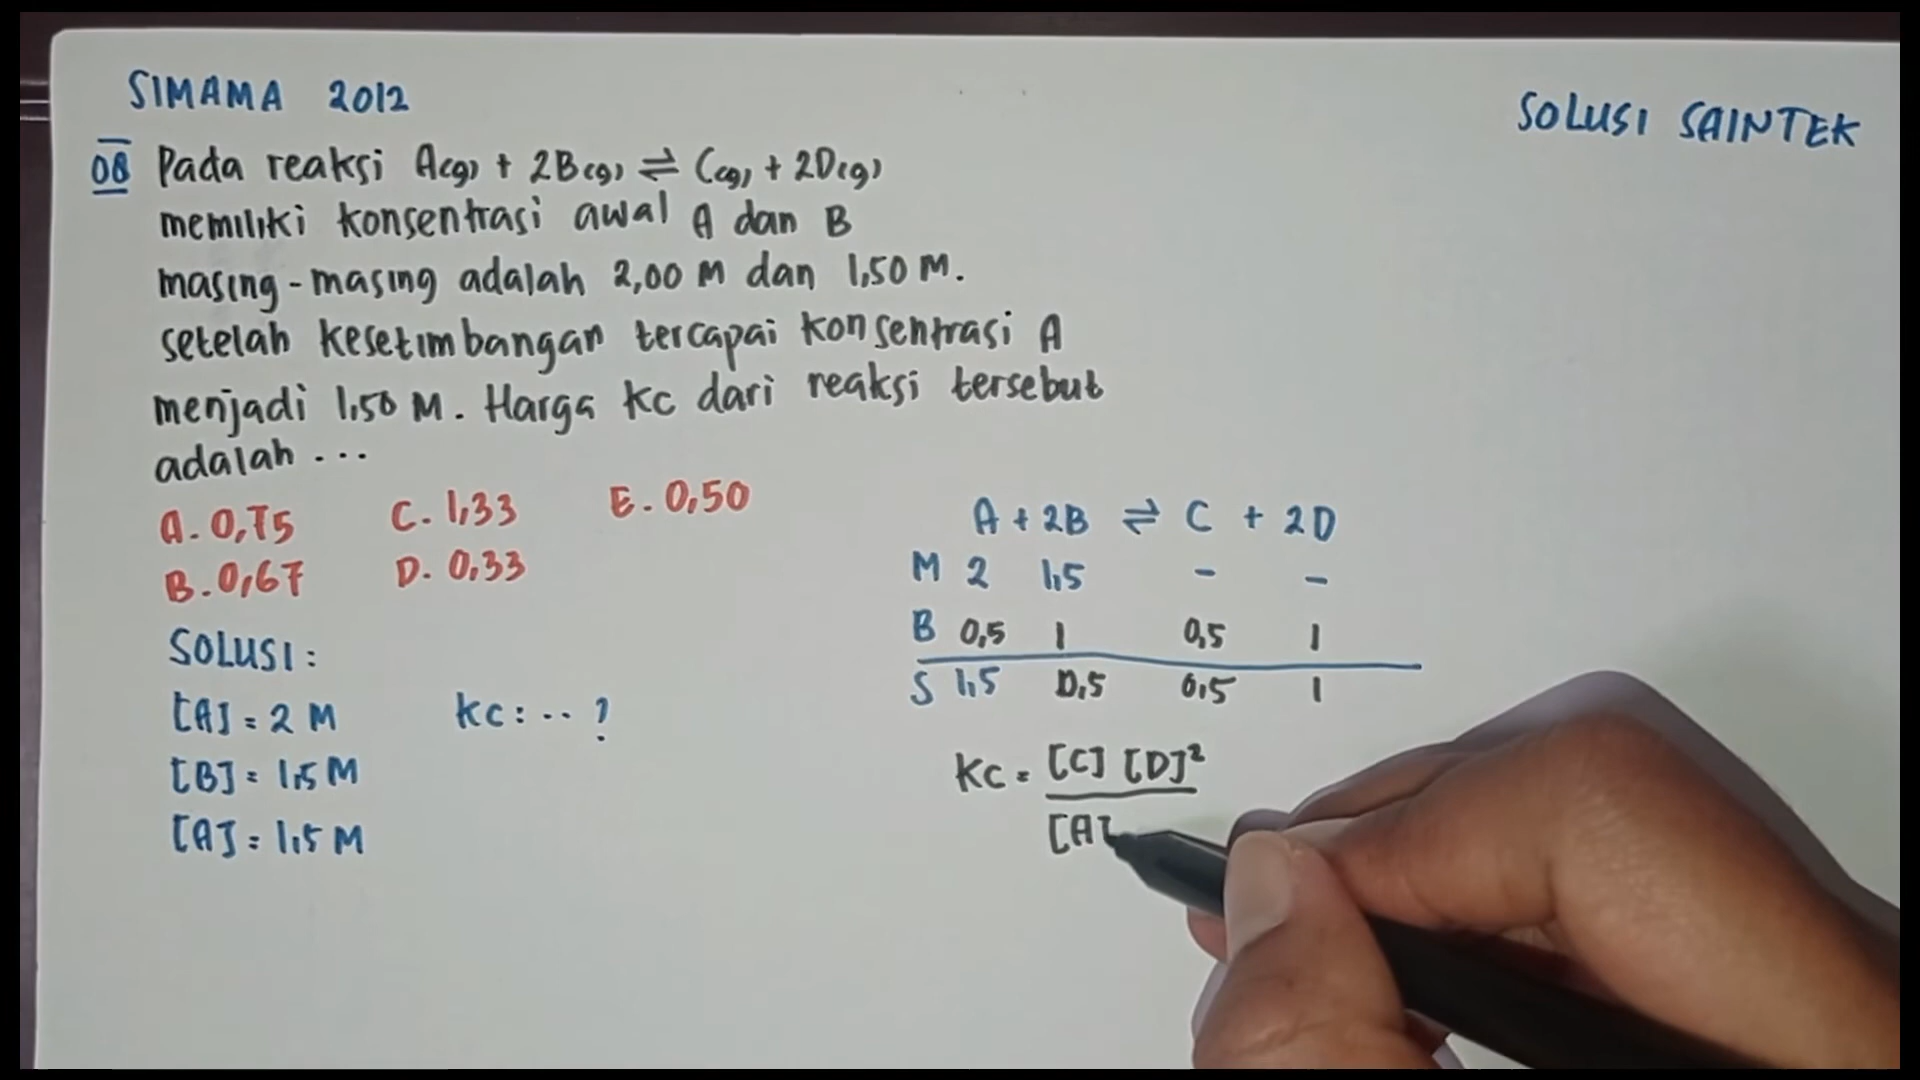 SIMAMA 2012
SOLUSI SAINTEK
08 Pada reaksi A(g) + 2B(g) ⇌ C(g) + 2D(g)
memiliki konsentrasi awal A dan B
masing-masing adalah 2,00 M dan 1,50 M.
setelah kesetimbangan tercapai konsentrasi A
menjadi 1,50 M. Harga Kc dari reaksi tersebut
adalah ...
A. 0,75 C. 1,33 E. 0,50
B. 0,67 D. 0,33
SOLUSI:
[A] = 2 M Kc: .. ?
[B] = 1,5 M
[A] = 1,5 M
A + 2B ⇌ C + 2D
M 2 1,5 - -
B 0,5 1 0,5 1
S 1,5 0,5 0,5 1
Kc = [C] [D]²
[A]